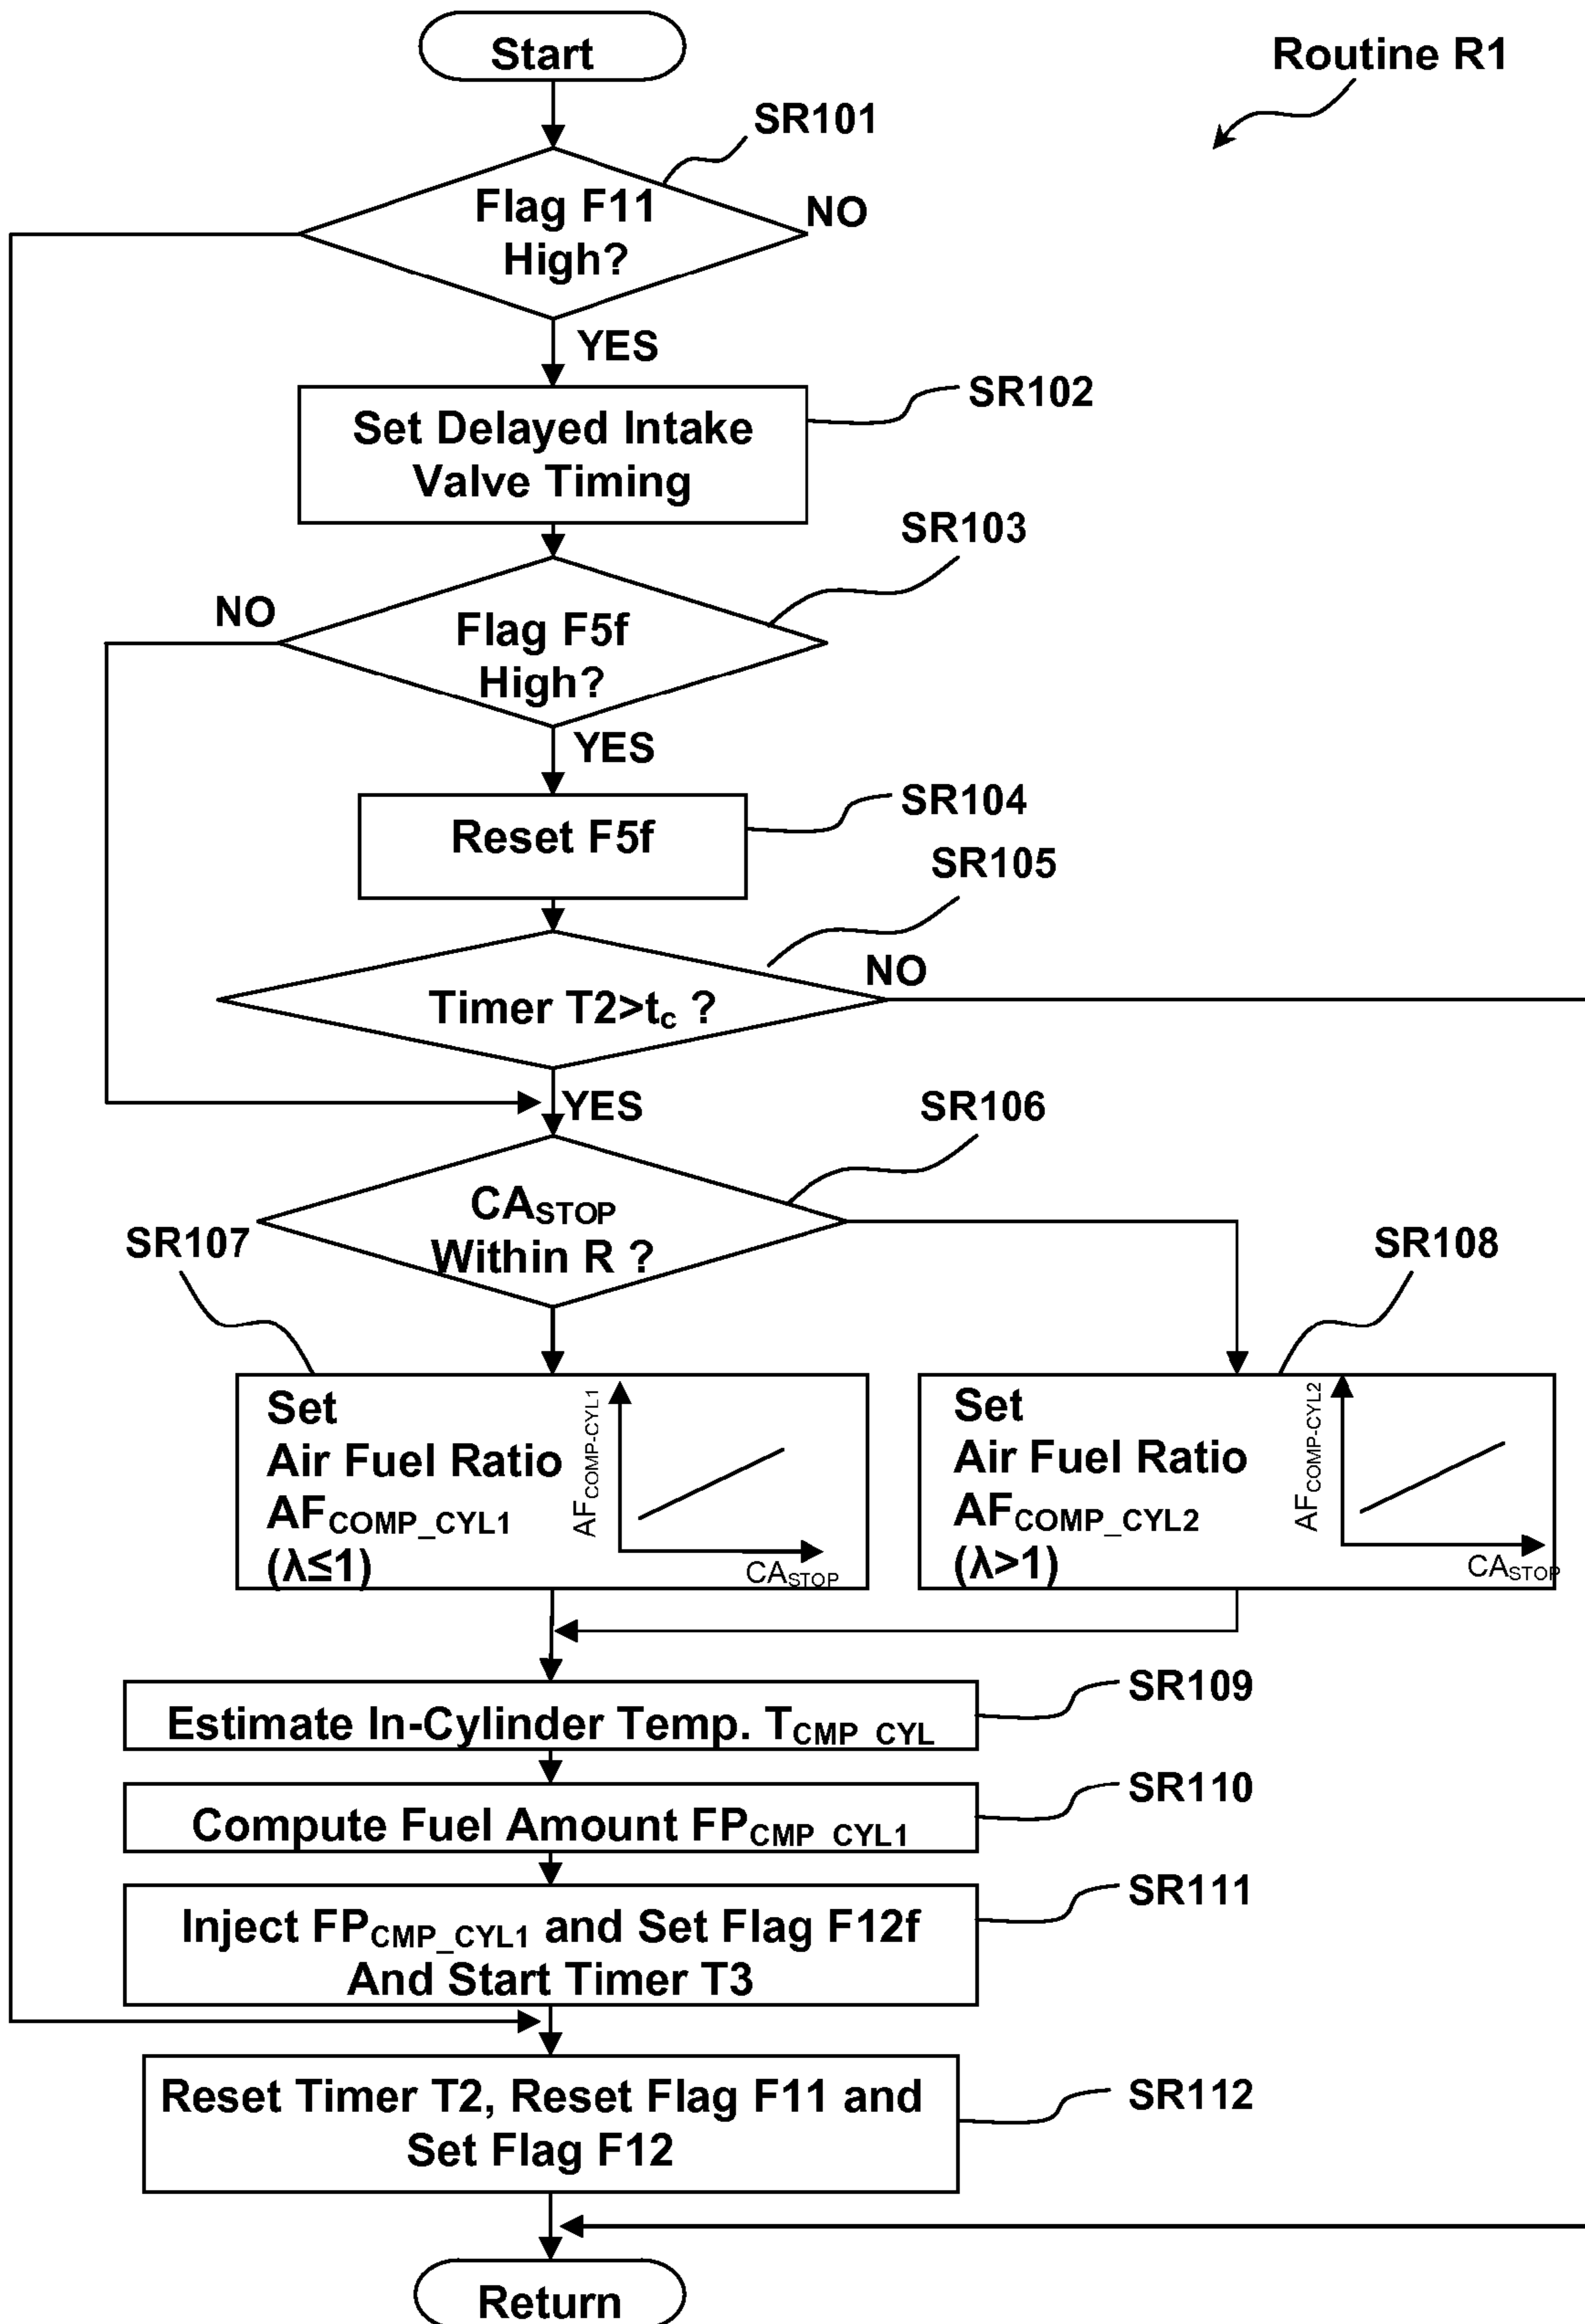 Start
Routine R1
SR101
Flag F11
High?
NO
YES
SR102
Set Delayed Intake
Valve Timing
SR103
NO
Flag F5f
High?
YES
SR104
Reset F5f
SR105
NO
Timer T2>tc ?
YES
SR106
CASTOP
Within R ?
SR107
SR108
Set
Air Fuel Ratio
AFCOMP_CYL1
(λ≤1)
AFCOMP-CYL1
CASTOP
Set
Air Fuel Ratio
AFCOMP_CYL2
(λ>1)
AFCOMP-CYL2
CASTOP
SR109
Estimate In-Cylinder Temp. TCMP_CYL
SR110
Compute Fuel Amount FPCMP_CYL1
SR111
Inject FPCMP_CYL1 and Set Flag F12f
And Start Timer T3
SR112
Reset Timer T2, Reset Flag F11 and
Set Flag F12
Return